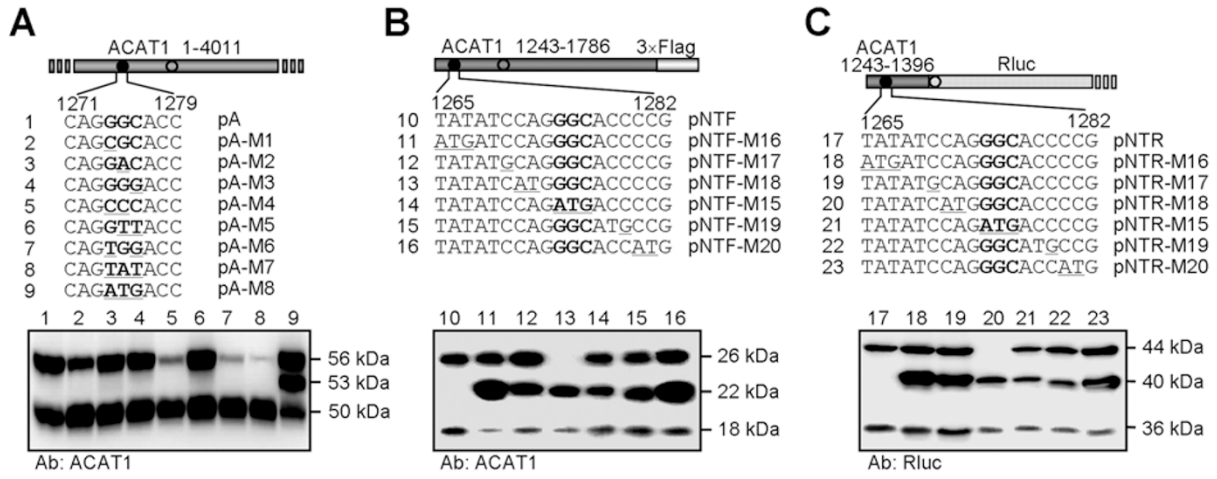 A
ACAT1 1-4011
1271 1279
1 CAGGGCACC pA
2 CAGCGCACC pA-M1
3 CAGGACACC pA-M2
4 CAGGGGACC pA-M3
5 CAGCCCACC pA-M4
6 CAGGTTACC pA-M5
7 CAGTGGACC pA-M6
8 CAGTATACC pA-M7
9 CAGATGACC pA-M8
1 2 3 4 5 6 7 8 9
56 kDa
53 kDa
50 kDa
Ab: ACAT1
B
ACAT1 1243-1786 3×Flag
1265 1282
10 TATATCCAGGGCACCCCG pNTF
11 ATGATCCAGGGCACCCCG pNTF-M16
12 TATATGCAGGGCACCCCG pNTF-M17
13 TATATCATGGGCACCCCG pNTF-M18
14 TATATCCAGATGACCCCG pNTF-M15
15 TATATCCAGGGCATGCCG pNTF-M19
16 TATATCCAGGGCACCATG pNTF-M20
10 11 12 13 14 15 16
26 kDa
22 kDa
18 kDa
Ab: ACAT1
C
ACAT1
1243-1396 Rluc
1265 1282
17 TATATCCAGGGCACCCCG pNTR
18 ATGATCCAGGGCACCCCG pNTR-M16
19 TATATGCAGGGCACCCCG pNTR-M17
20 TATATCATGGGCACCCCG pNTR-M18
21 TATATCCAGATGACCCCG pNTR-M15
22 TATATCCAGGGCATGCCG pNTR-M19
23 TATATCCAGGGCACCATG pNTR-M20
17 18 19 20 21 22 23
44 kDa
40 kDa
36 kDa
Ab: Rluc